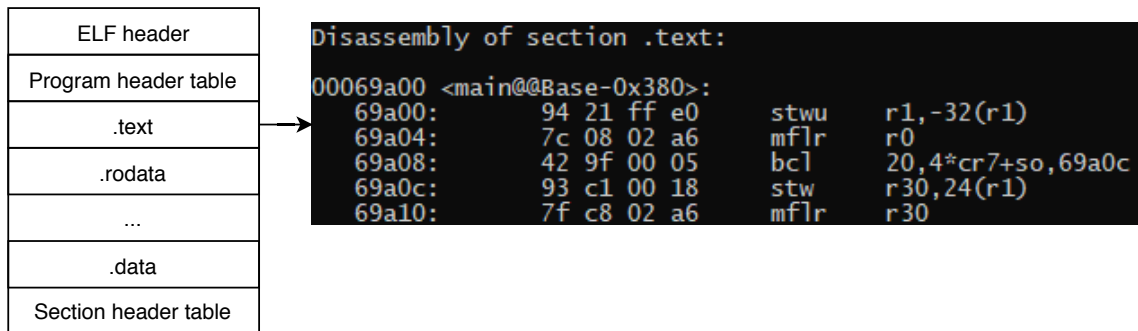 ELF header
Program header table
.text
.rodata
...
.data
Section header table
Disassembly of section .text:
00069a00 <main@@Base-0x380>:
69a00: 94 21 ff e0 stwu r1,-32(r1)
69a04: 7c 08 02 a6 mflr r0
69a08: 42 9f 00 05 bcl 20,4*cr7+so,69a0c
69a0c: 93 c1 00 18 stw r30,24(r1)
69a10: 7f c8 02 a6 mflr r30